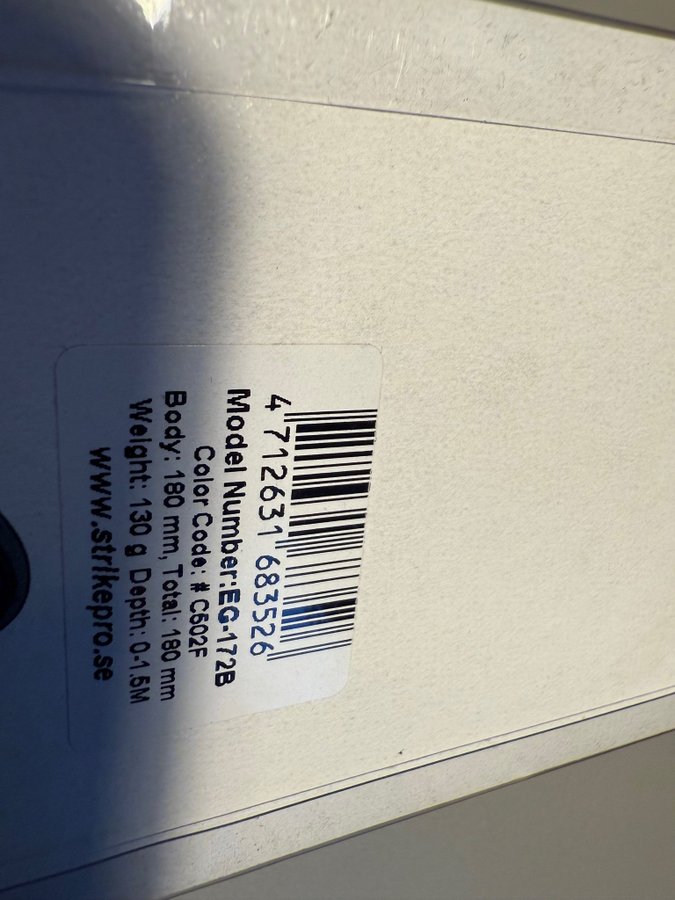 4 712631 683526
Model Number:EG-172B
Color Code: # C602F
Body: 180 mm, Total: 180 mm
Weight: 130 g Depth: 0-1.5M
www.strikepro.se